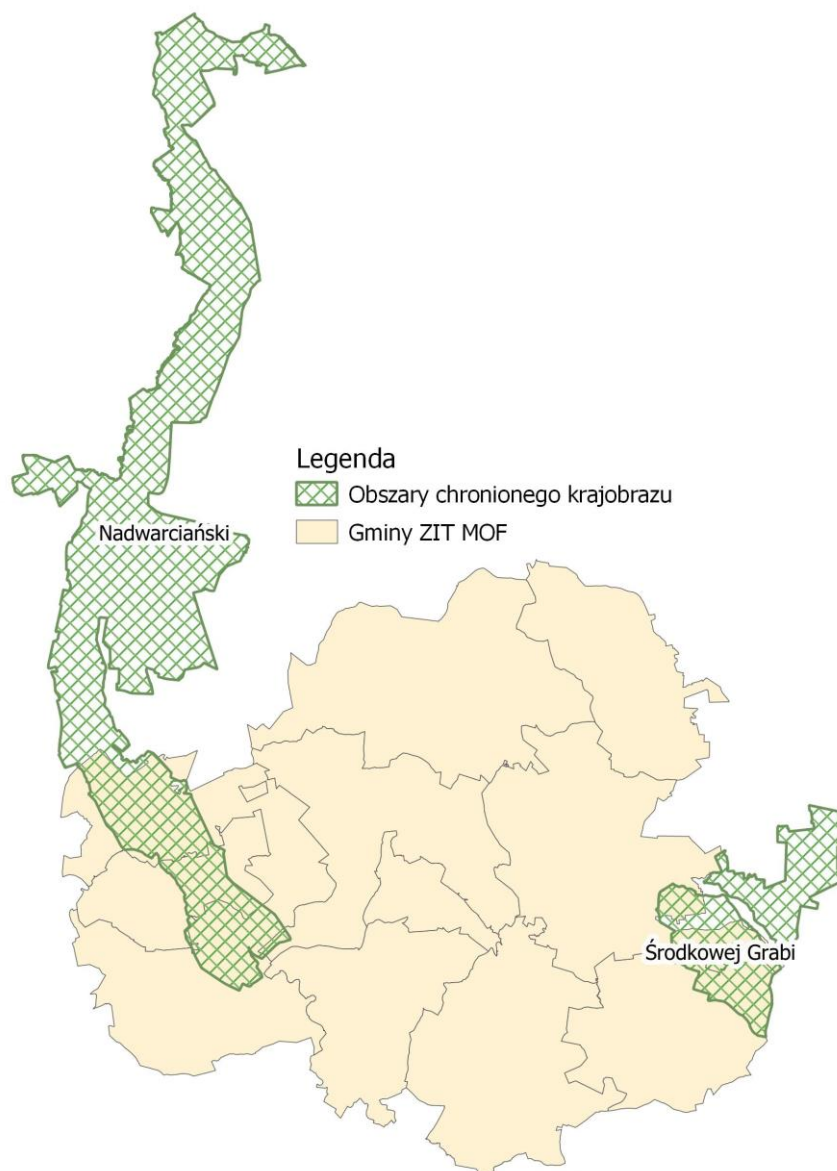 Legenda
Obszary chronionego krajobrazu
Nadwarciański
Gminy ZIT MOF
Środkowej Grabi